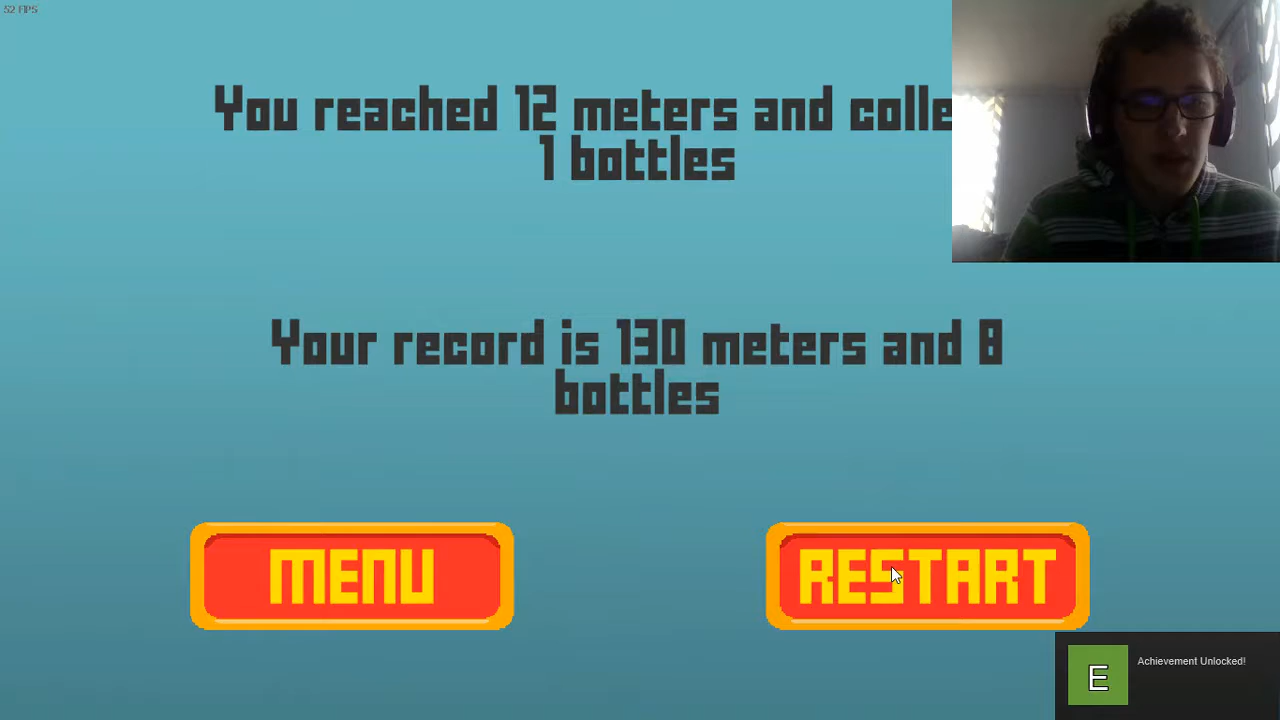 52 FPS
You reached 12 meters and colle
1 bottles
Your record is 130 meters and 8
bottles
MENU
RESTART
E
Achievement Unlocked!